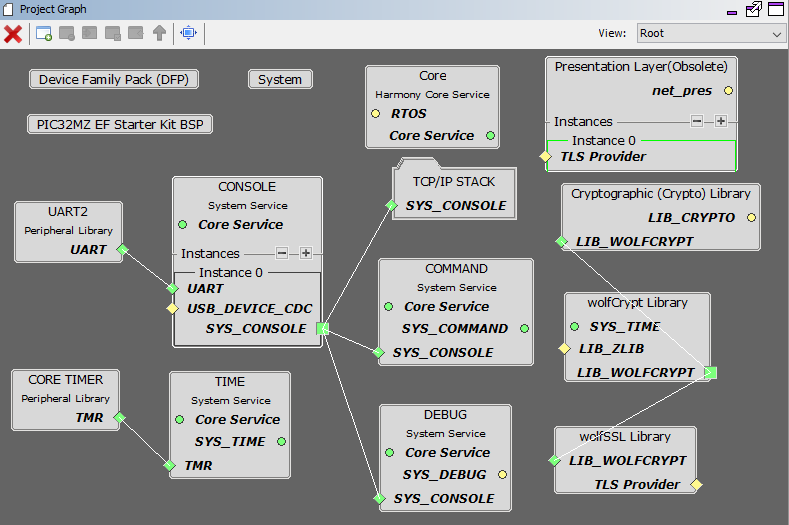 Project Graph
View:
Root
Device Family Pack (DFP)
System
PIC32MZ EF Starter Kit BSP
Core
Harmony Core Service
RTOS
Core Service
Presentation Layer(Obsolete)
net_pres
Instances
Instance 0
TLS Provider
UART2
Peripheral Library
UART
CONSOLE
System Service
Core Service
Instances
Instance 0
UART
USB_DEVICE_CDC
SYS_CONSOLE
TCP/IP STACK
SYS_CONSOLE
Cryptographic (Crypto) Library
LIB_CRYPTO
LIB_WOLFCRYPT
COMMAND
System Service
Core Service
SYS_COMMAND
SYS_CONSOLE
wolfCrypt Library
SYS_TIME
LIB_ZLIB
LIB_WOLFCRYPT
CORE TIMER
Peripheral Library
TMR
TIME
System Service
Core Service
SYS_TIME
TMR
DEBUG
System Service
Core Service
SYS_DEBUG
SYS_CONSOLE
wolfSSL Library
LIB_WOLFCRYPT
TLS Provider